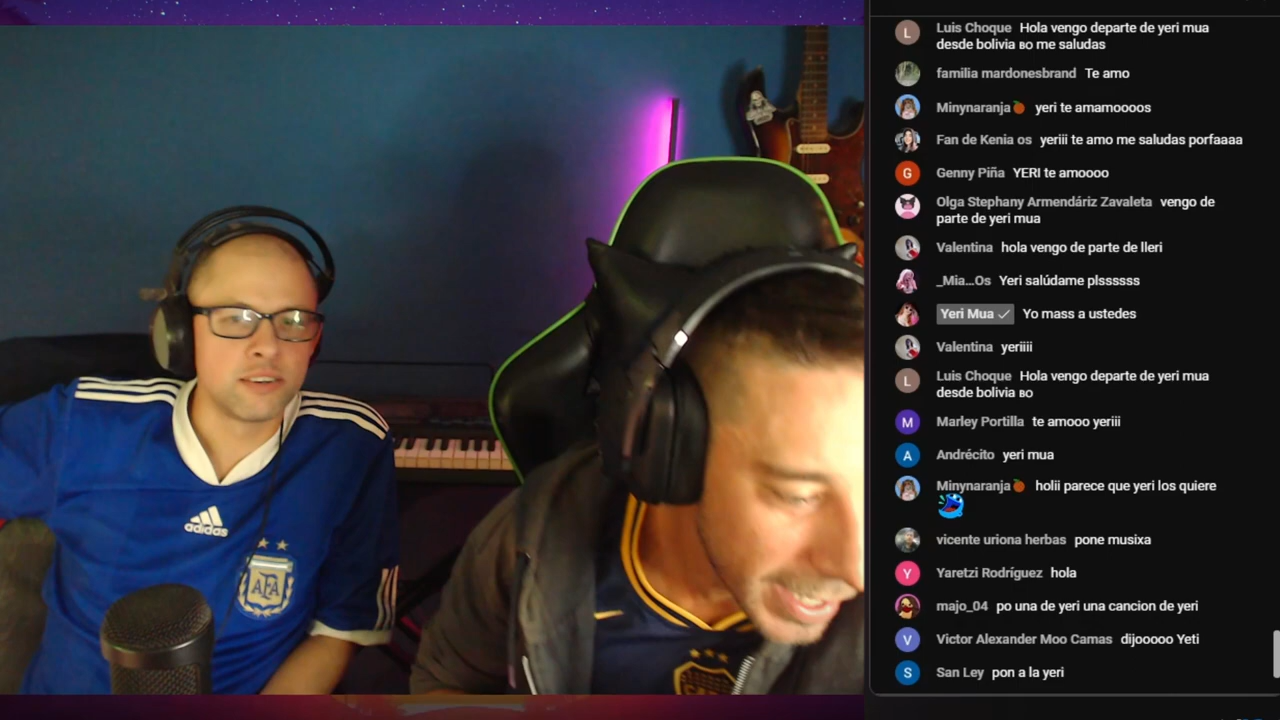 Luis Choque Hola vengo departe de yeri mua
desde bolivia ʙᴏ me saludas
familia mardonesbrand Te amo
Minynaranja🍊 yeri te amamoooos
Fan de Kenia os yeriii te amo me saludas porfaaaa
G
Genny Piña YERI te amoooo
Olga Stephany Armendáriz Zavaleta vengo de
parte de yeri mua
Valentina hola vengo de parte de lleri
_Mia...Os Yeri salúdame plssssss
Yeri Mua ✓ Yo mass a ustedes
Valentina yeriiii
L
Luis Choque Hola vengo departe de yeri mua
desde bolivia ʙᴏ
M
Marley Portilla te amooo yeriii
A
Andrécito yeri mua
Minynaranja🍊 holii parece que yeri los quiere
vicente uriona herbas pone musixa
Y
Yaretzi Rodríguez hola
majo_04 po una de yeri una cancion de yeri
V
Victor Alexander Moo Camas dijooooo Yeti
S
San Ley pon a la yeri
adidas
AFA